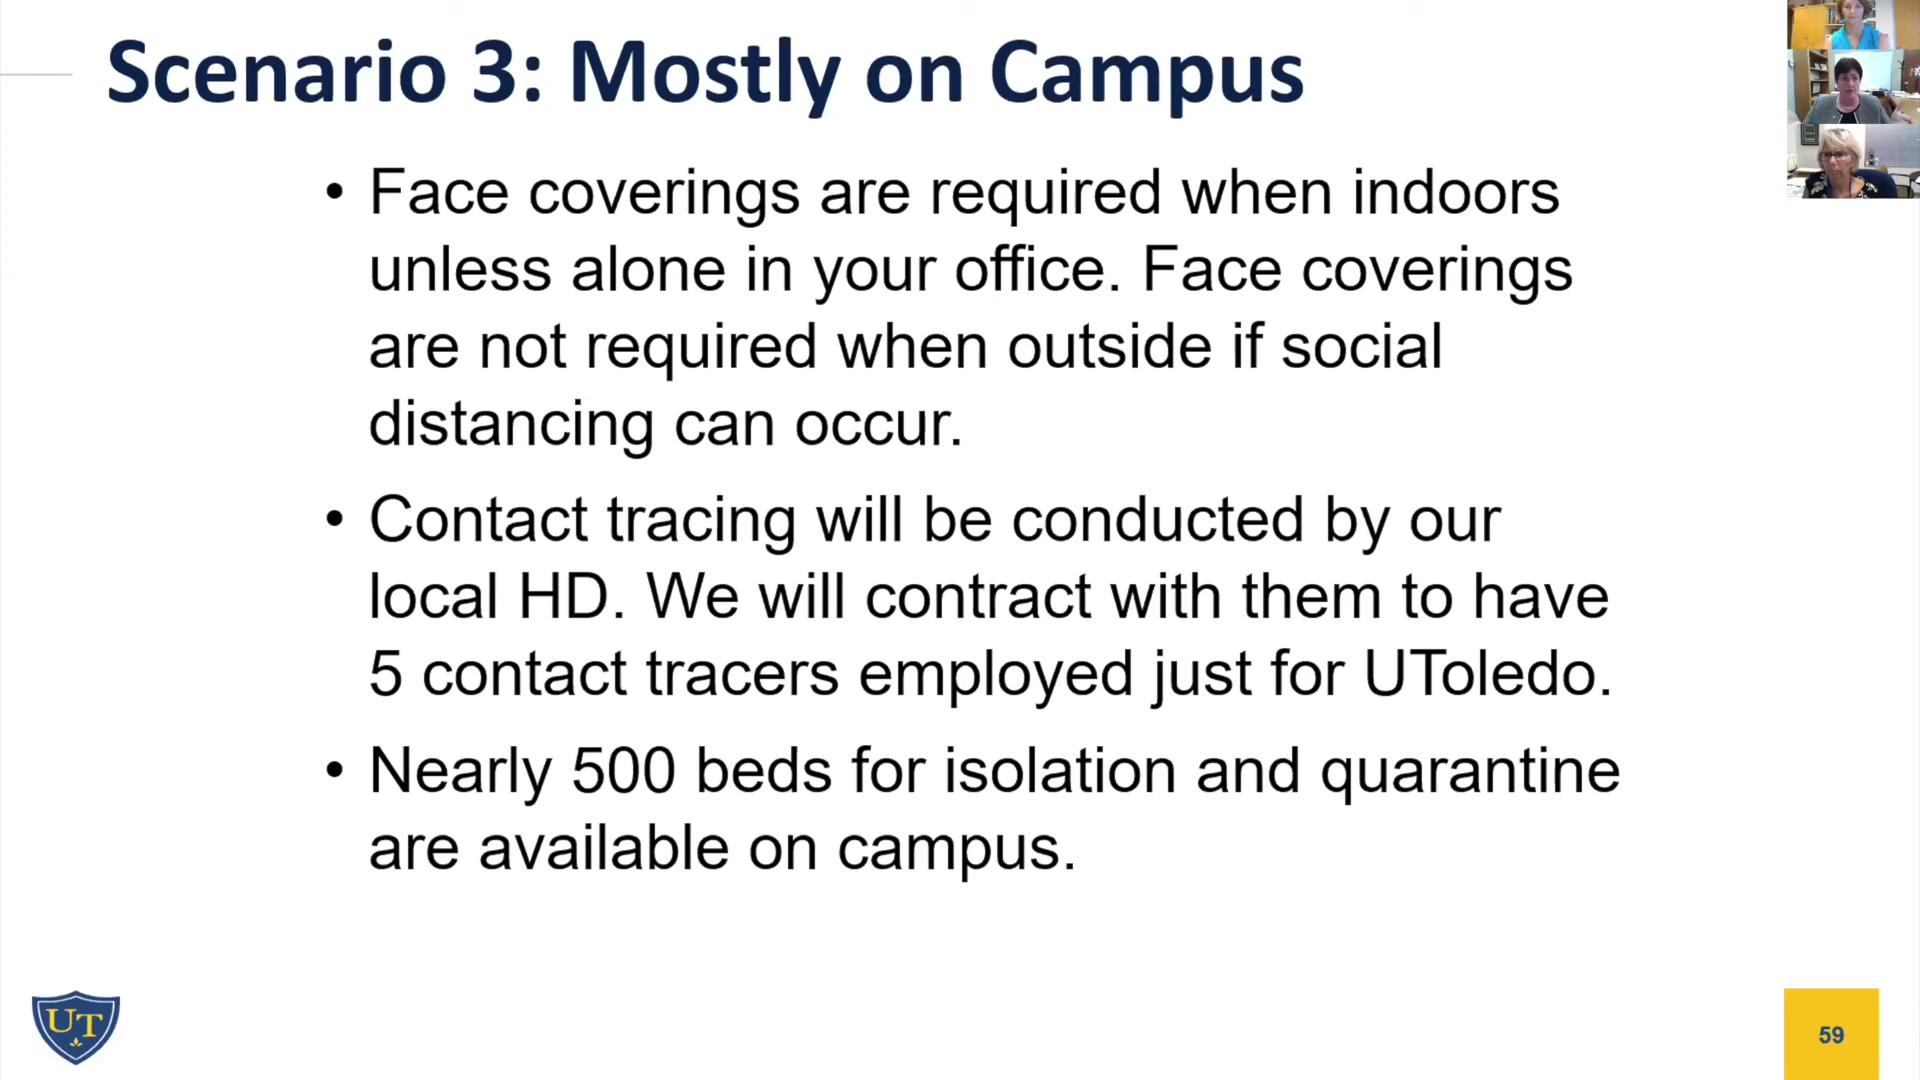 Scenario 3: Mostly on Campus
• Face coverings are required when indoors
unless alone in your office. Face coverings
are not required when outside if social
distancing can occur.
• Contact tracing will be conducted by our
local HD. We will contract with them to have
5 contact tracers employed just for UToledo.
• Nearly 500 beds for isolation and quarantine
are available on campus.
UT
59